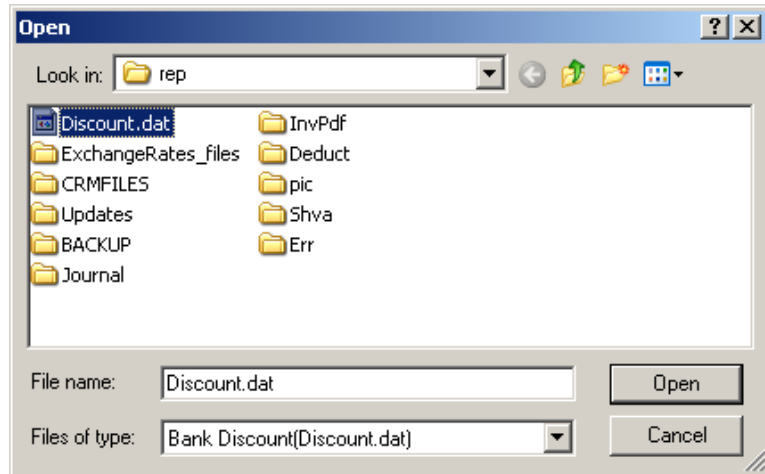 Open
Look in: rep
Discount.dat InvPdf
ExchangeRates_files Deduct
CRMFILES pic
Updates Shva
BACKUP Err
Journal
File name: Discount.dat Open
Files of type: Bank Discount(Discount.dat) Cancel